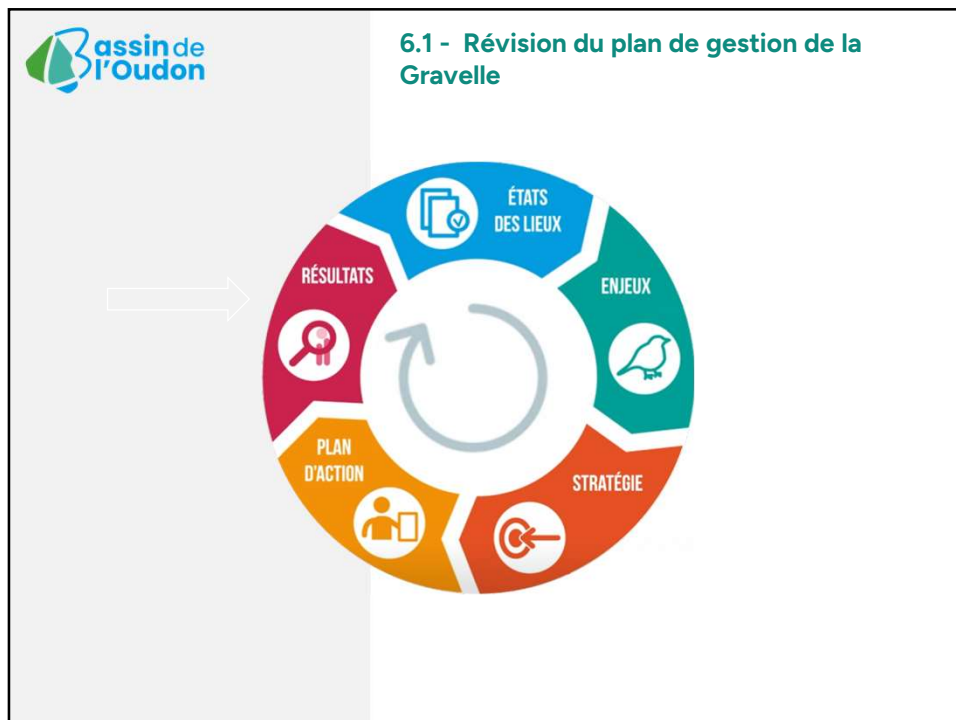 Bassin de
l'Oudon
6.1 - Révision du plan de gestion de la
Gravelle
ÉTATS
DES LIEUX
ENJEUX
STRATÉGIE
PLAN
D'ACTION
RÉSULTATS